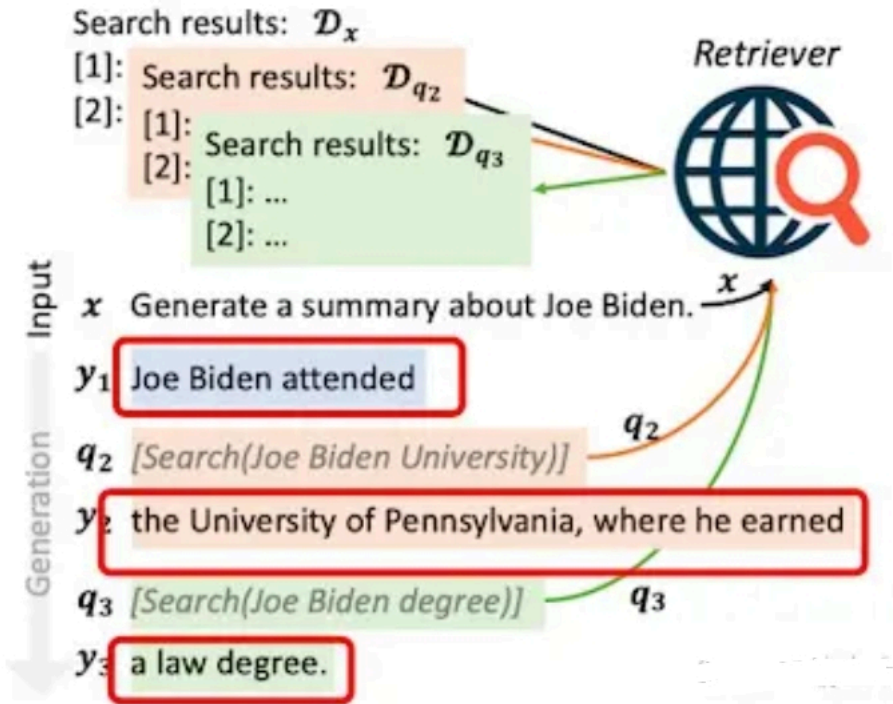 Search results: 𝒟x
[1]:
[2]:
Search results: 𝒟q2
[1]:
[2]:
Search results: 𝒟q3
[1]: ...
[2]: ...
Retriever
Input
x Generate a summary about Joe Biden.
x
Generation
y1 Joe Biden attended
q2 [Search(Joe Biden University)]
q2
y2 the University of Pennsylvania, where he earned
q3 [Search(Joe Biden degree)]
q3
y3 a law degree.